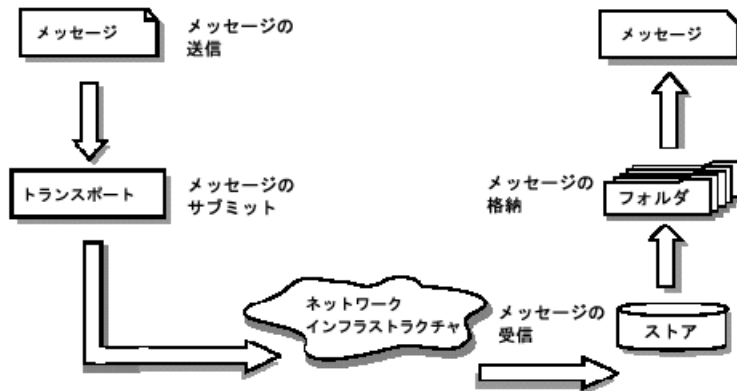 メッセージ
メッセージの
送信
メッセージ
トランスポート
メッセージの
サブミット
メッセージの
格納
フォルダ
ネットワーク
インフラストラクチャ
メッセージの
受信
ストア